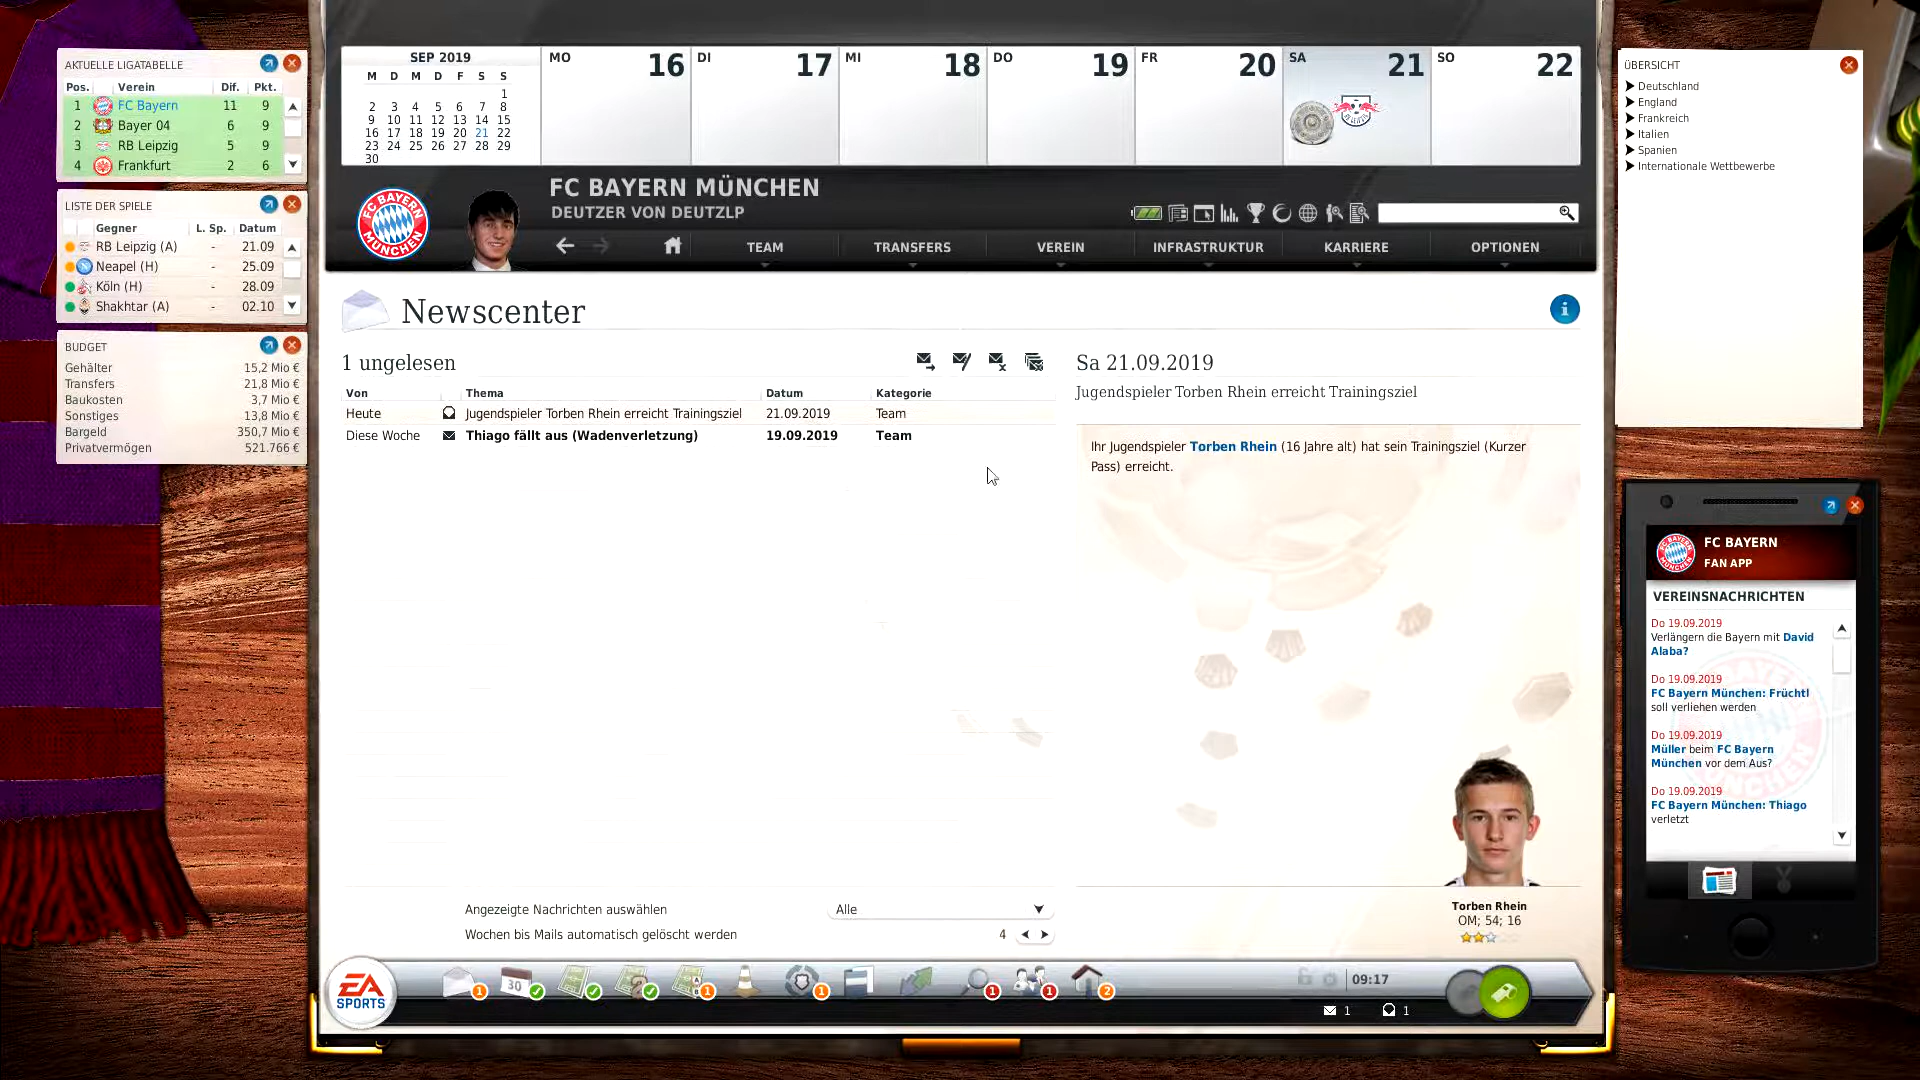 AKTUELLE LIGATABELLE
Pos. Verein Dif. Pkt.
1 FC Bayern 11 9
2 Bayer 04 6 9
3 RB Leipzig 5 9
4 Frankfurt 2 6
LISTE DER SPIELE
Gegner L. Sp. Datum
RB Leipzig (A) - 21.09
Neapel (H) - 25.09
Köln (H) - 28.09
Shakhtar (A) - 02.10
BUDGET
Gehälter 15,2 Mio €
Transfers 21,8 Mio €
Baukosten 3,7 Mio €
Sonstiges 13,8 Mio €
Bargeld 350,7 Mio €
Privatvermögen 521.766 €
SEP 2019
M D M D F S S
1
2 3 4 5 6 7 8
9 10 11 12 13 14 15
16 17 18 19 20 21 22
23 24 25 26 27 28 29
30
MO 16 DI 17 MI 18 DO 19 FR 20 SA 21 SO 22
FC BAYERN MÜNCHEN
FC BAYERN MÜNCHEN
DEUTZER VON DEUTZLP
TEAM TRANSFERS VEREIN INFRASTRUKTUR KARRIERE OPTIONEN
Newscenter
1 ungelesen
Von Thema Datum Kategorie
Heute Jugendspieler Torben Rhein erreicht Trainingsziel 21.09.2019 Team
Diese Woche Thiago fällt aus (Wadenverletzung) 19.09.2019 Team
Sa 21.09.2019
Jugendspieler Torben Rhein erreicht Trainingsziel
Ihr Jugendspieler Torben Rhein (16 Jahre alt) hat sein Trainingsziel (Kurzer
Pass) erreicht.
Torben Rhein
OM; 54; 16
Angezeigte Nachrichten auswählen Alle
Wochen bis Mails automatisch gelöscht werden 4
EA
SPORTS
1 30 1 1 1 1 2
09:17
1 1
ÜBERSICHT
Deutschland
England
Frankreich
Italien
Spanien
Internationale Wettbewerbe
FC BAYERN
FAN APP
VEREINSNACHRICHTEN
Do 19.09.2019
Verlängern die Bayern mit David
Alaba?
Do 19.09.2019
FC Bayern München: Früchtl
soll verliehen werden
Do 19.09.2019
Müller beim FC Bayern
München vor dem Aus?
Do 19.09.2019
FC Bayern München: Thiago
verletzt